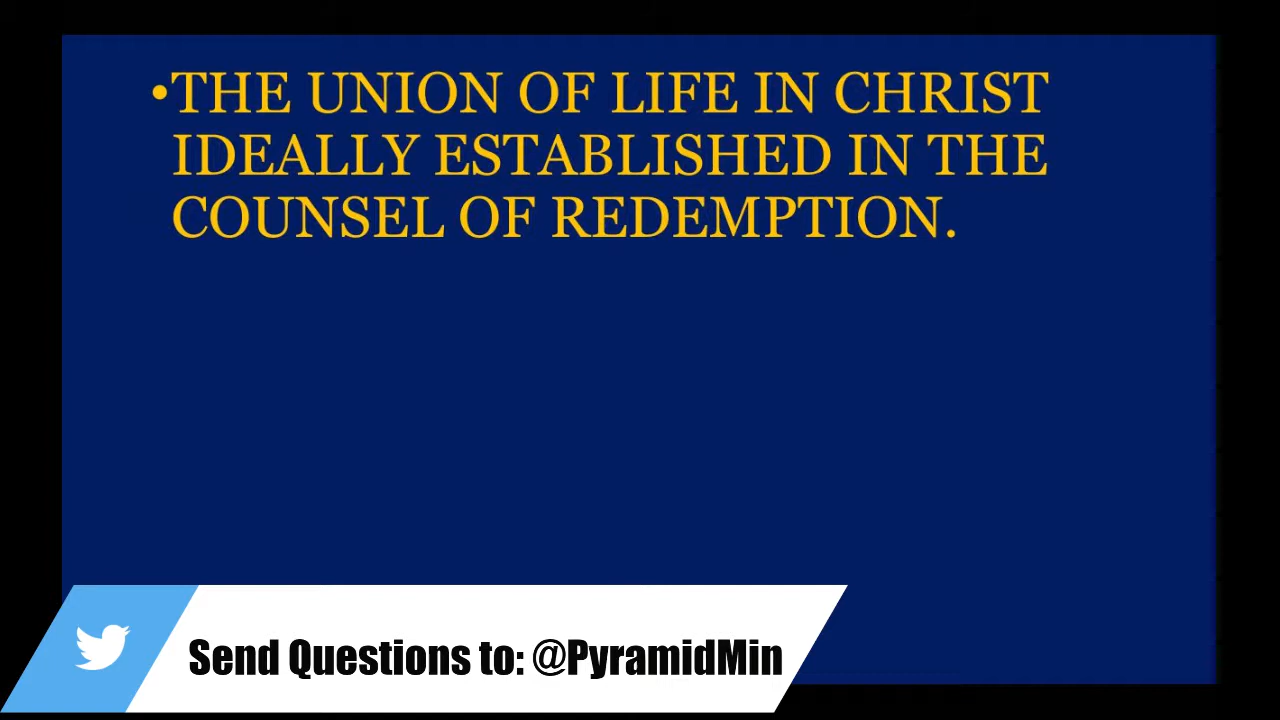 •THE UNION OF LIFE IN CHRIST
IDEALLY ESTABLISHED IN THE
COUNSEL OF REDEMPTION.
Send Questions to: @PyramidMin